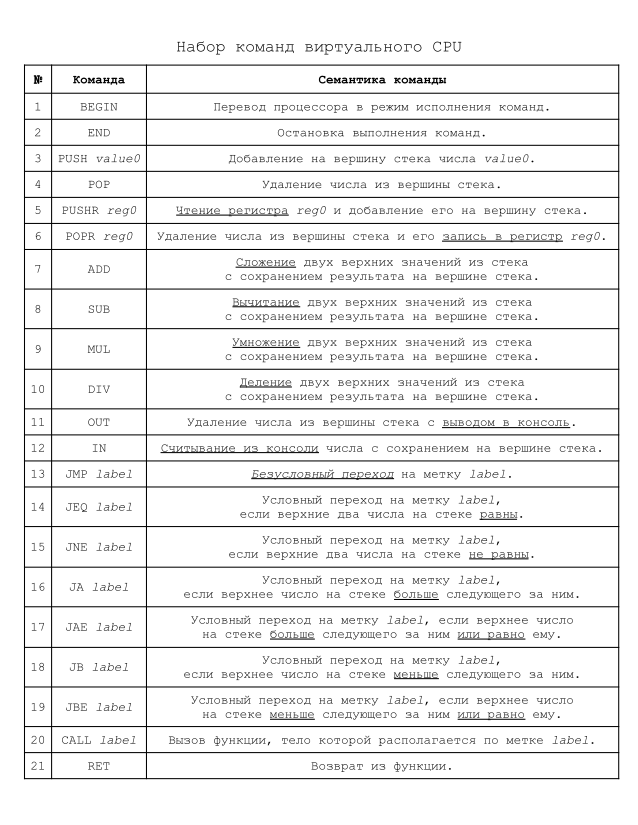 Набор команд виртуального CPU
№ Команда Семантика команды
1 BEGIN Перевод процессора в режим исполнения команд.
2 END Остановка выполнения команд.
3 PUSH value0 Добавление на вершину стека числа value0.
4 POP Удаление числа из вершины стека.
5 PUSHR reg0 Чтение регистра reg0 и добавление его на вершину стека.
6 POPR reg0 Удаление числа из вершины стека и его запись в регистр reg0.
7 ADD Сложение двух верхних значений из стека
с сохранением результата на вершине стека.
8 SUB Вычитание двух верхних значений из стека
с сохранением результата на вершине стека.
9 MUL Умножение двух верхних значений из стека
с сохранением результата на вершине стека.
10 DIV Деление двух верхних значений из стека
с сохранением результата на вершине стека.
11 OUT Удаление числа из вершины стека с выводом в консоль.
12 IN Считывание из консоли числа с сохранением на вершине стека.
13 JMP label Безусловный переход на метку label.
14 JEQ label Условный переход на метку label,
если верхние два числа на стеке равны.
15 JNE label Условный переход на метку label,
если верхние два числа на стеке не равны.
16 JA label Условный переход на метку label,
если верхнее число на стеке больше следующего за ним.
17 JAE label Условный переход на метку label, если верхнее число
на стеке больше следующего за ним или равно ему.
18 JB label Условный переход на метку label,
если верхнее число на стеке меньше следующего за ним.
19 JBE label Условный переход на метку label, если верхнее число
на стеке меньше следующего за ним или равно ему.
20 CALL label Вызов функции, тело которой располагается по метке label.
21 RET Возврат из функции.